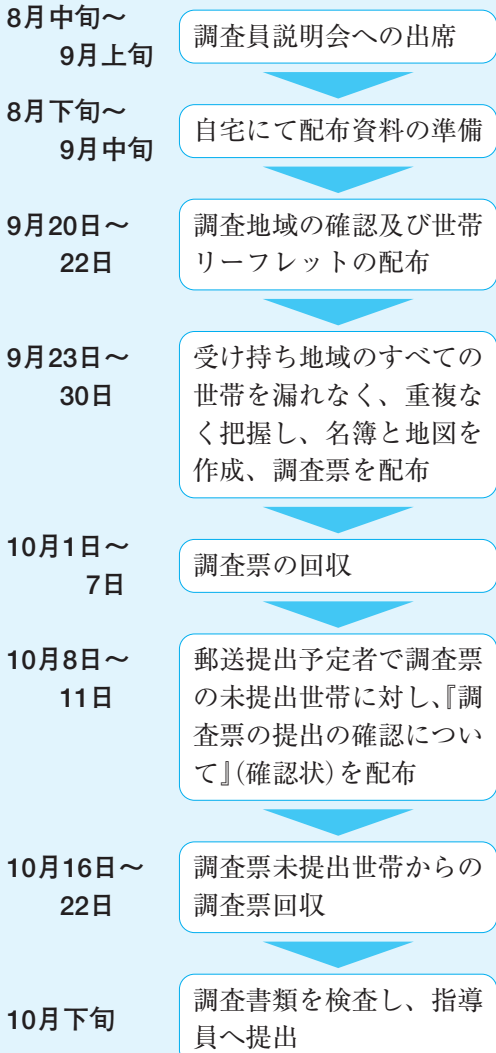 8月中旬～
9月上旬
調査員説明会への出席
8月下旬～
9月中旬
自宅にて配布資料の準備
9月20日～
22日
調査地域の確認及び世帯
リーフレットの配布
9月23日～
30日
受け持ち地域のすべての
世帯を漏れなく、重複な
く把握し、名簿と地図を
作成、調査票を配布
10月1日～
7日
調査票の回収
10月8日～
11日
郵送提出予定者で調査票
の未提出世帯に対し、『調
査票の提出の確認につい
て』(確認状)を配布
10月16日～
22日
調査票未提出世帯からの
調査票回収
10月下旬
調査書類を検査し、指導
員へ提出